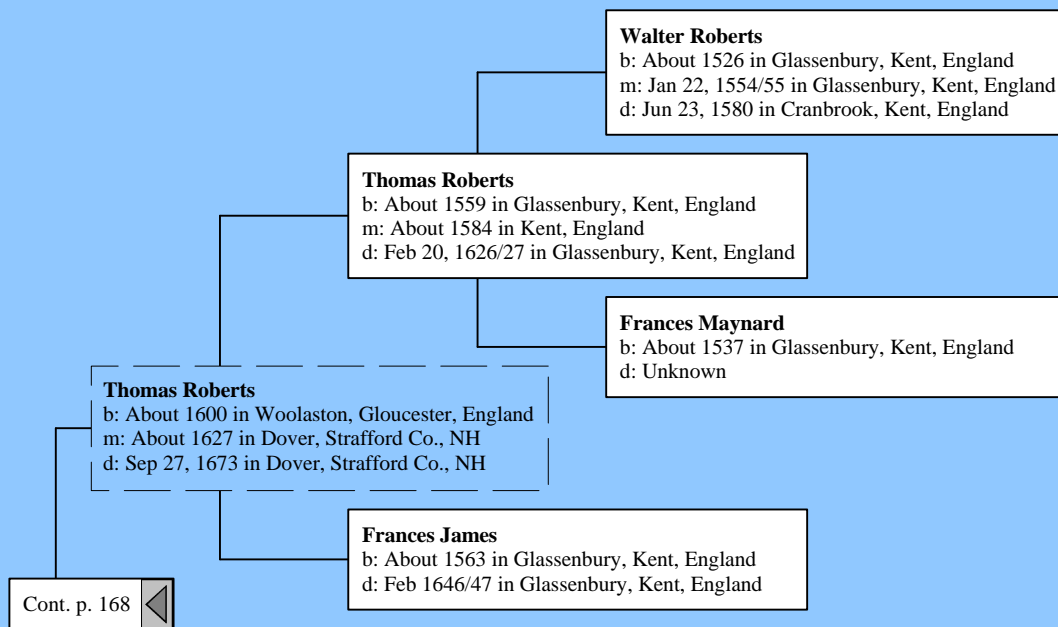 Walter Roberts
b: About 1526 in Glassenbury, Kent, England
m: Jan 22, 1554/55 in Glassenbury, Kent, England
d: Jun 23, 1580 in Cranbrook, Kent, England
Thomas Roberts
b: About 1559 in Glassenbury, Kent, England
m: About 1584 in Kent, England
d: Feb 20, 1626/27 in Glassenbury, Kent, England
Frances Maynard
b: About 1537 in Glassenbury, Kent, England
d: Unknown
Thomas Roberts
b: About 1600 in Woolaston, Gloucester, England
m: About 1627 in Dover, Strafford Co., NH
d: Sep 27, 1673 in Dover, Strafford Co., NH
Frances James
b: About 1563 in Glassenbury, Kent, England
d: Feb 1646/47 in Glassenbury, Kent, England
Cont. p. 168